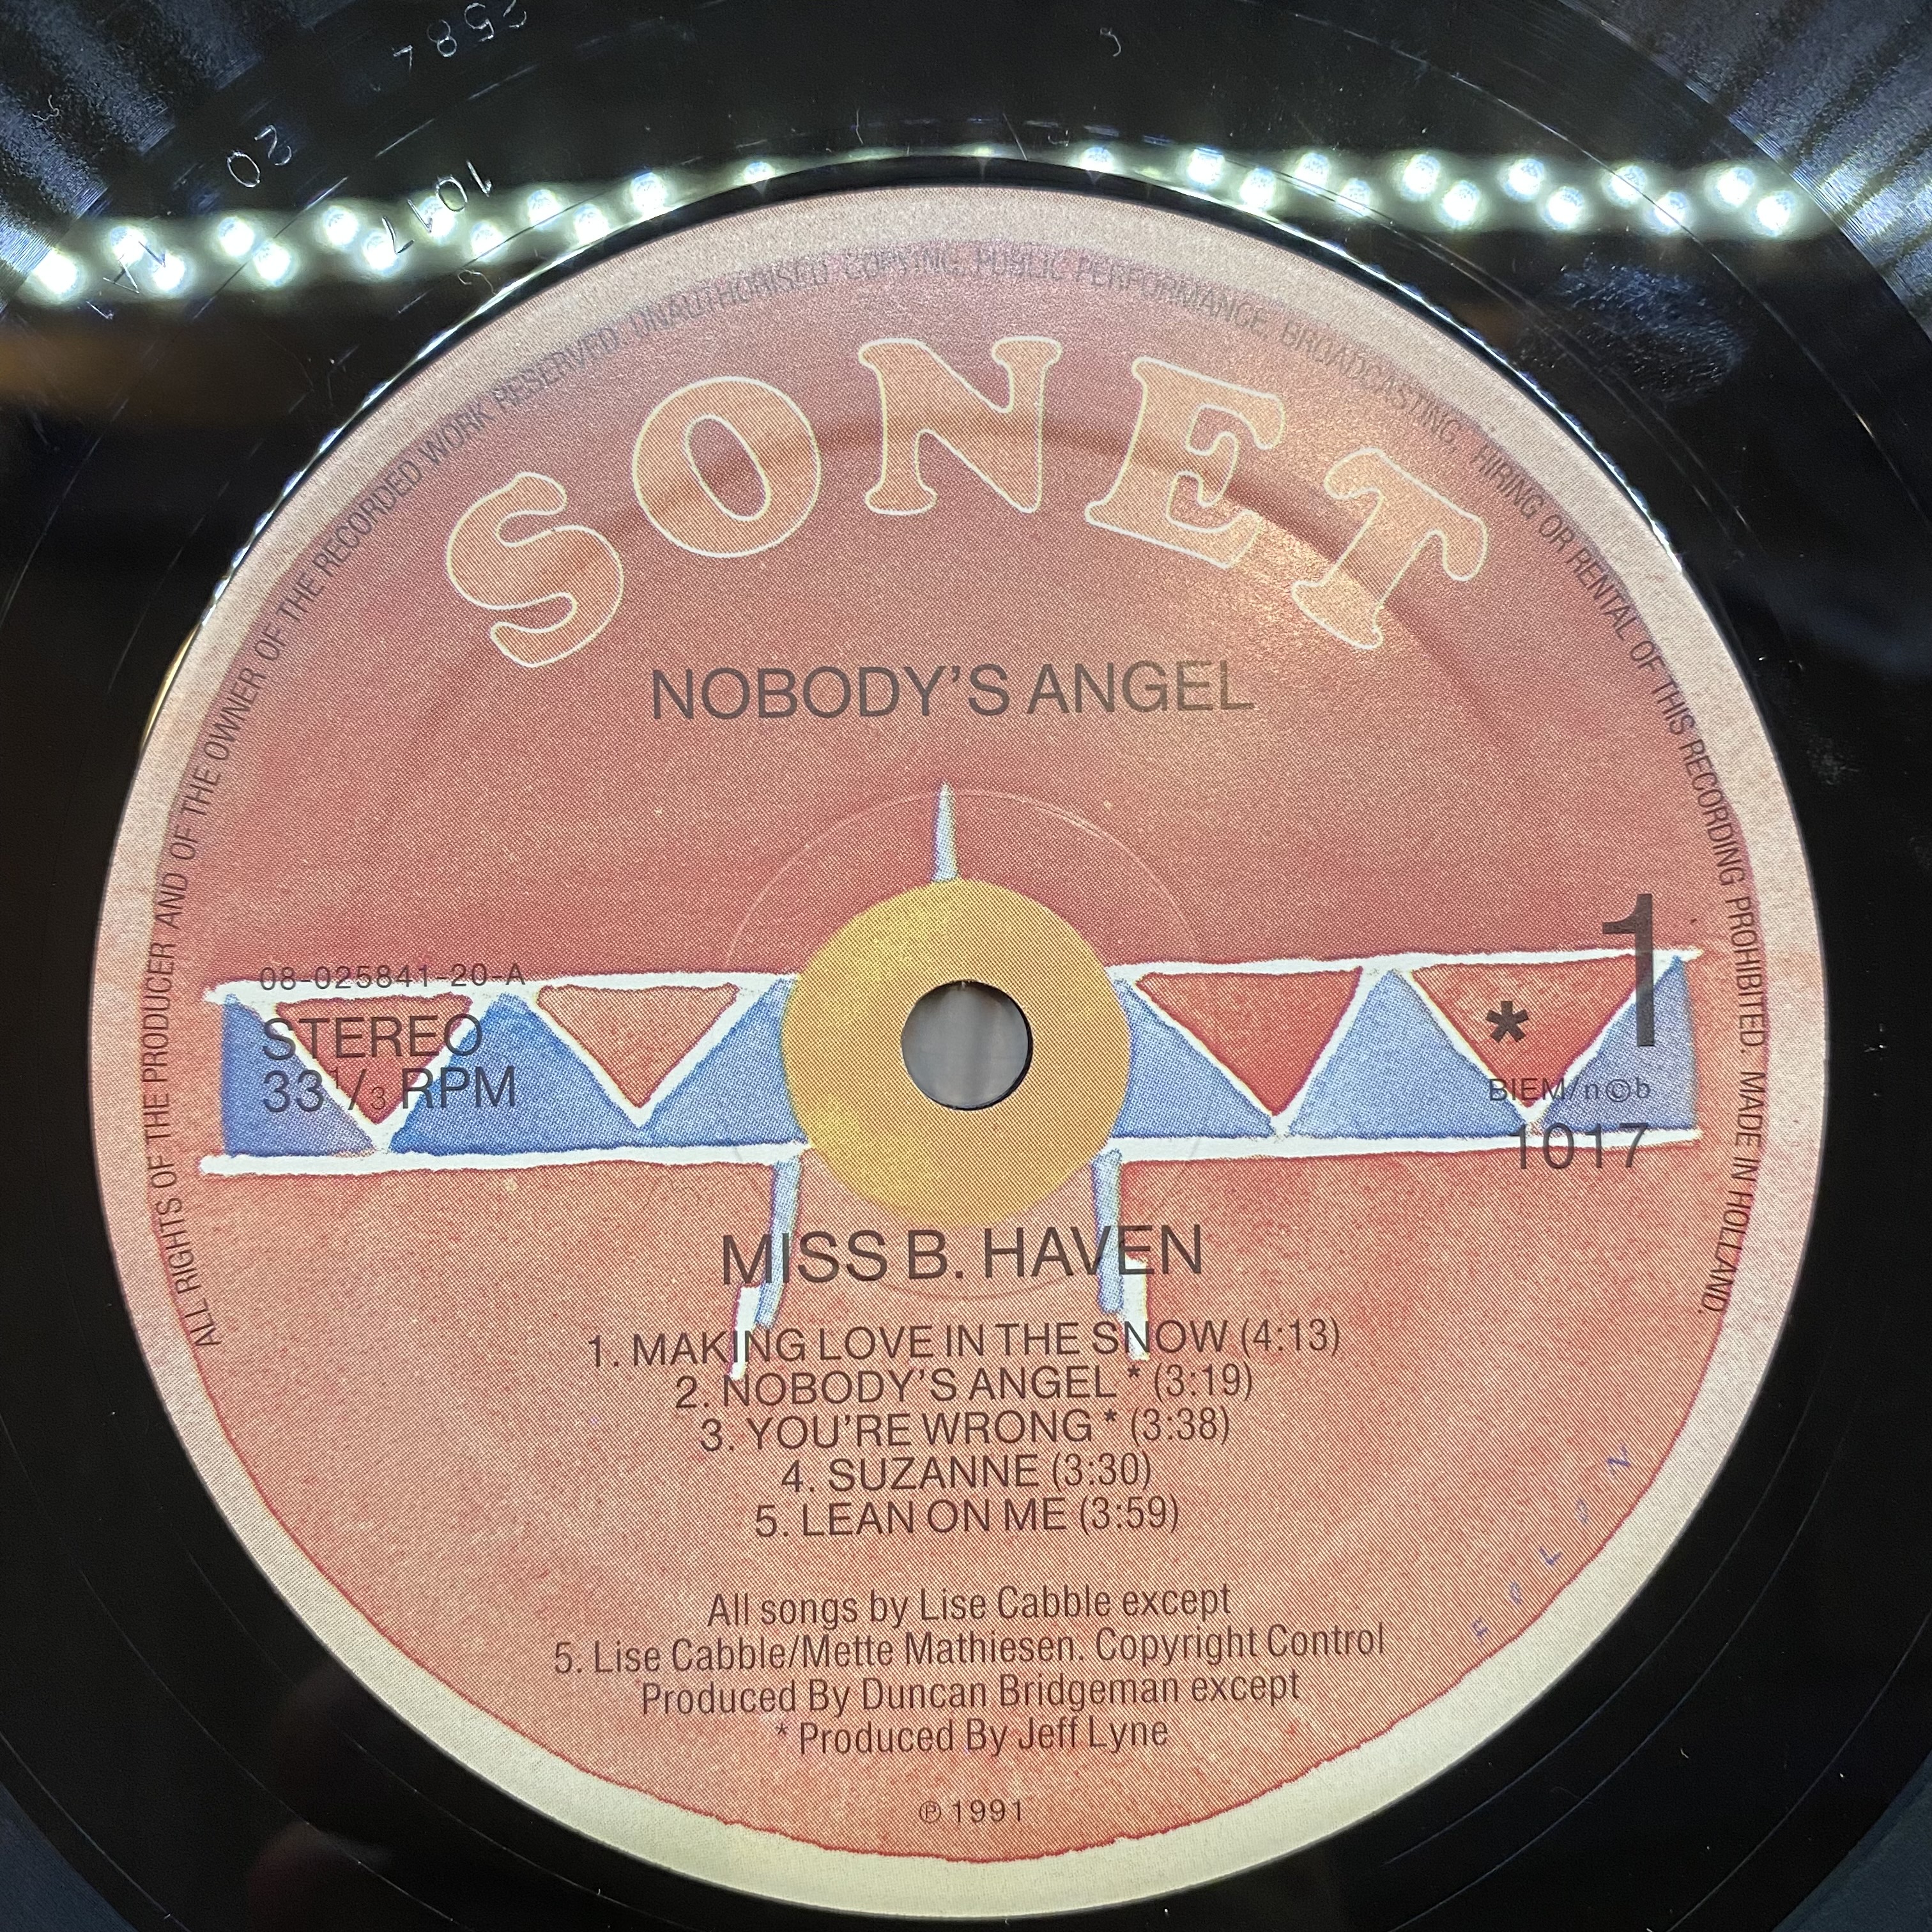 2584
20
1017
1A
ALL RIGHTS OF THE PRODUCER AND OF THE OWNER OF THE RECORDED WORK RESERVED. UNAUTHORISED COPYING, PUBLIC PERFORMANCE, BROADCASTING, HIRING OR RENTAL OF THIS RECORDING PROHIBITED. MADE IN HOLLAND.
SONET
NOBODY'S ANGEL
08-025841-20-A
STEREO
33 1/3 RPM
* 1
BIEM/n©b
1017
MISS B. HAVEN
1. MAKING LOVE IN THE SNOW (4:13)
2. NOBODY'S ANGEL * (3:19)
3. YOU'RE WRONG * (3:38)
4. SUZANNE (3:30)
5. LEAN ON ME (3:59)
All songs by Lise Cabble except
5. Lise Cabble/Mette Mathiesen. Copyright Control
Produced By Duncan Bridgeman except
* Produced By Jeff Lyne
℗ 1991
FOLON